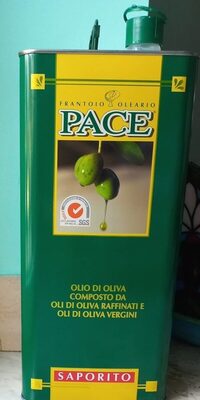 FRANTOIO OLEARIO
PACE
SGS
OLIO DI OLIVA
COMPOSTO DA
OLI DI OLIVA RAFFINATI E
OLI DI OLIVA VERGINI
SAPORITO